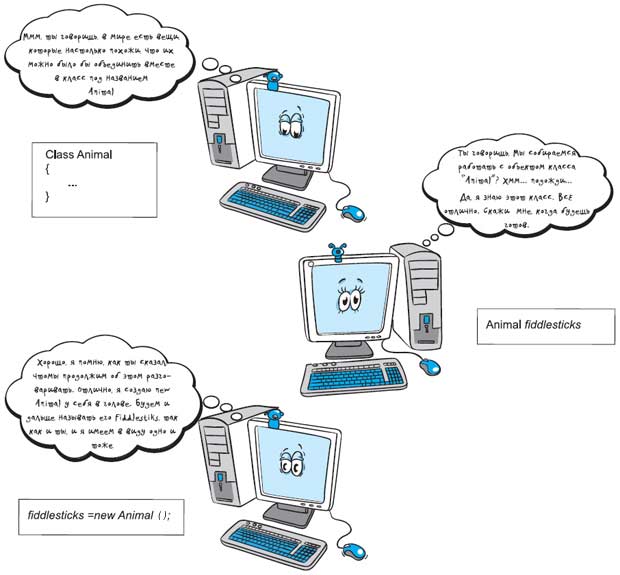 Ммм, ты говоришь, в мире есть вещи
которые настолько похожи что их
можно было бы объединить вместе
в класс под названием
Animal
Class Animal
{
...
}
Ты говоришь мы собираемся
работать с объектом класса
"Animal"? Хмм... подожди...
Да, я знаю этот класс. Всё
отлично. Скажи мне когда будешь
готов.
Animal fiddlesticks
Хорошо, я помню, как ты сказал,
чтомы продолжим об этом разго-
варивать. Отлично, я создаю new
Animal у себя в голове. Будем и
дальше называть его Fiddlestiks, так
как и ты, и я имеем в виду одно и
тоже
fiddlesticks =new Animal ();